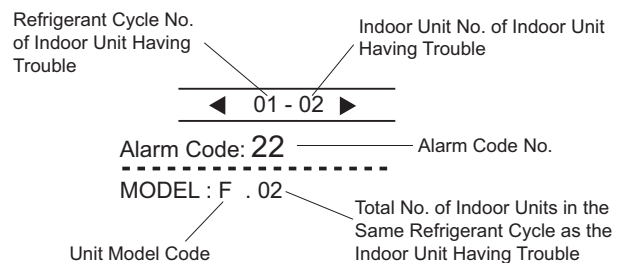 Refrigerant Cycle No.
of Indoor Unit Having
Trouble
Indoor Unit No. of Indoor Unit
Having Trouble
◀ 01 - 02 ▶
Alarm Code: 22
Alarm Code No.
MODEL : F . 02
Unit Model Code
Total No. of Indoor Units in the
Same Refrigerant Cycle as the
Indoor Unit Having Trouble